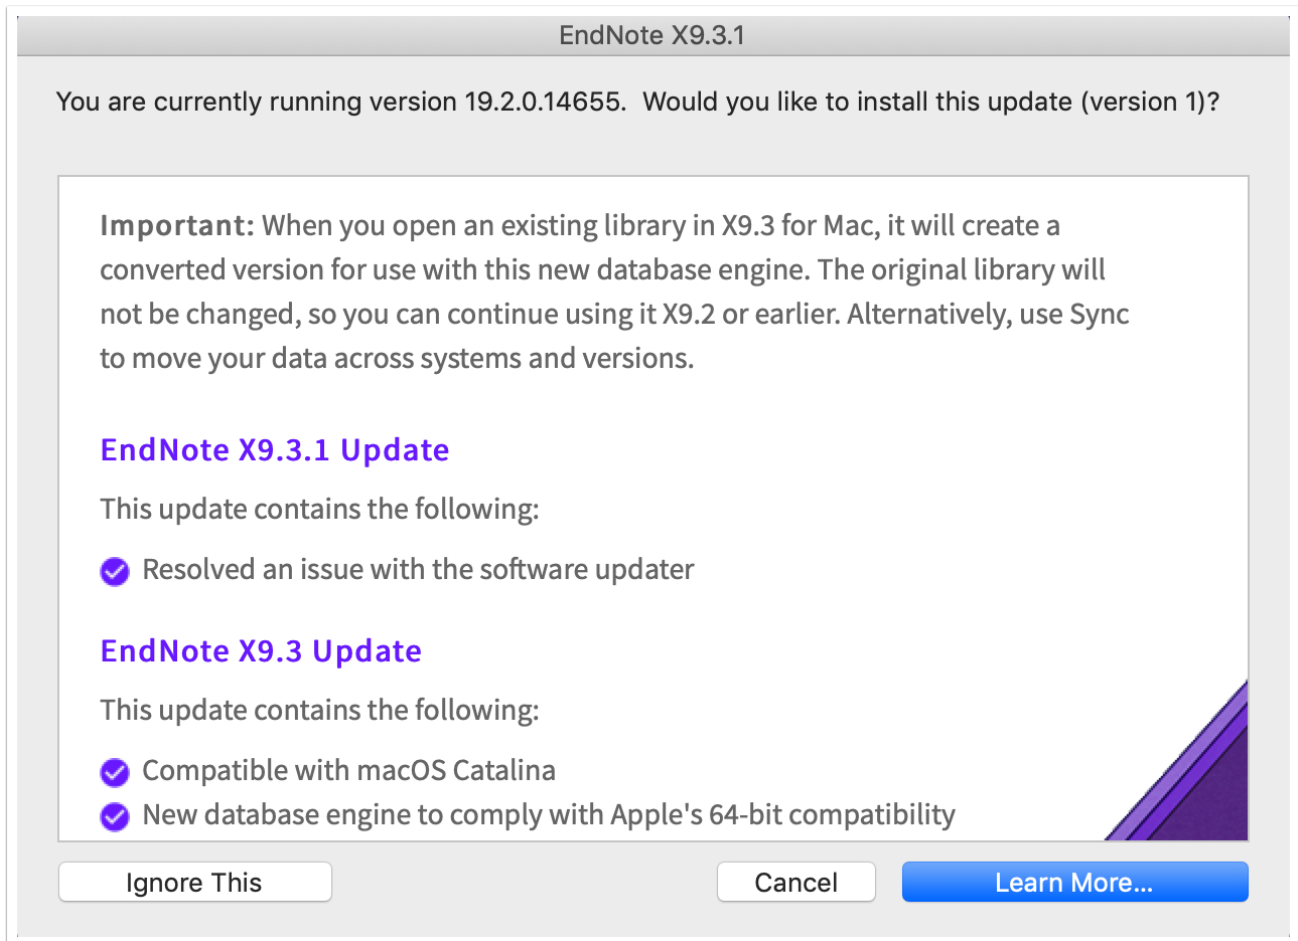 EndNote X9.3.1
You are currently running version 19.2.0.14655.  Would you like to install this update (version 1)?
Important: When you open an existing library in X9.3 for Mac, it will create a
converted version for use with this new database engine. The original library will
not be changed, so you can continue using it X9.2 or earlier. Alternatively, use Sync
to move your data across systems and versions.
EndNote X9.3.1 Update
This update contains the following:
Resolved an issue with the software updater
EndNote X9.3 Update
This update contains the following:
Compatible with macOS Catalina
New database engine to comply with Apple's 64-bit compatibility
Ignore This
Cancel
Learn More...